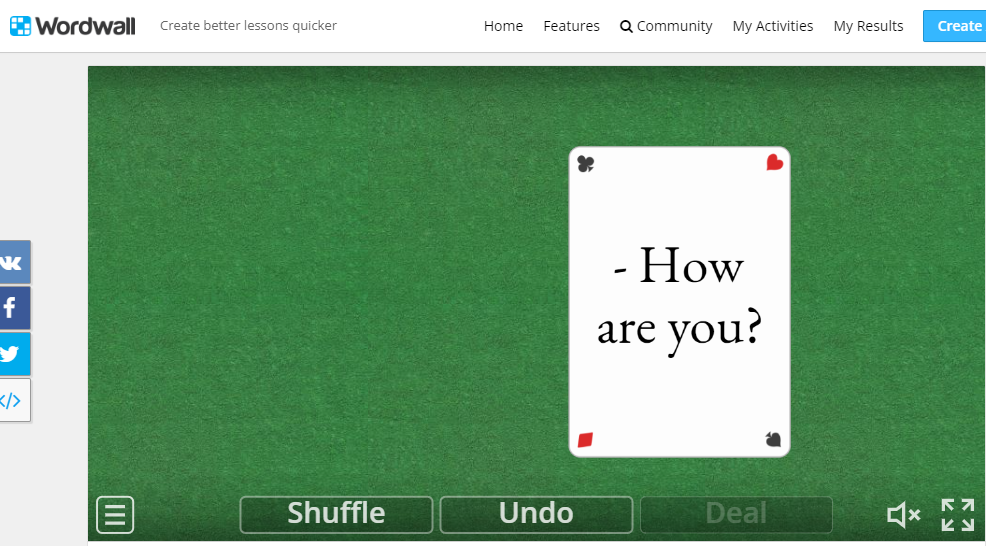 Wordwall Create better lessons quicker Home Features Community My Activities My Results Create
- How
are you?
Shuffle Undo Deal